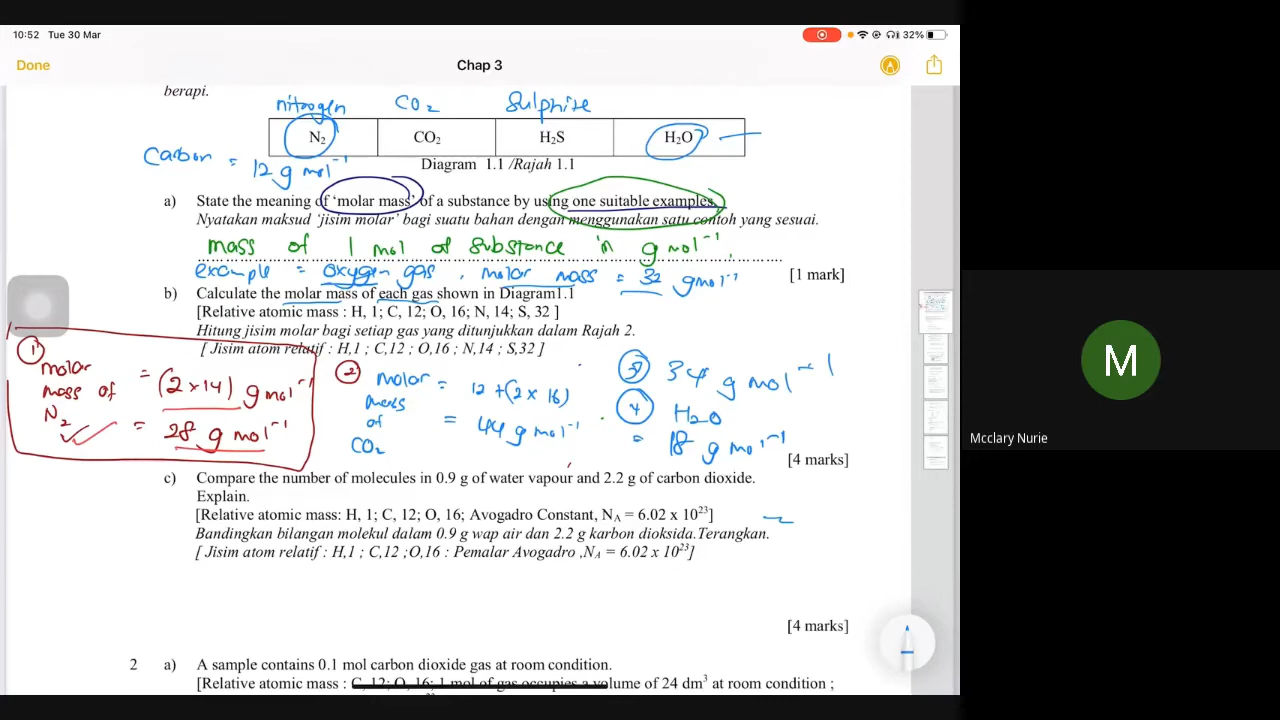 10:52 Tue 30 Mar
32%
Done
Chap 3
berapi.
nitrogen CO2 Sulphite
N2 CO2 H2S H2O
Carbon = 12 g mol⁻¹
Diagram 1.1 /Rajah 1.1
a) State the meaning of 'molar mass' of a substance by using one suitable examples.
Nyatakan maksud 'jisim molar' bagi suatu bahan dengan menggunakan satu contoh yang sesuai.
mass of 1 mol of substance in g mol⁻¹.
example = oxygen gas, molar mass = 32 gmol⁻¹
[1 mark]
b) Calculate the molar mass of each gas shown in Diagram1.1
[Relative atomic mass : H, 1; C, 12; O, 16; N, 14; S, 32 ]
Hitung jisim molar bagi setiap gas yang ditunjukkan dalam Rajah 2.
[ Jisim atom relatif : H,1 ; C,12 ; O,16 ; N,14 ; S,32 ]
1 molar mass of N2 = (2 x 14) g mol⁻¹
= 28 g mol⁻¹
2 molar mass of CO2 = 12 + (2 x 16)
= 44 g mol⁻¹
3 34 g mol⁻¹
4 H2O
= 18 g mol⁻¹
[4 marks]
c) Compare the number of molecules in 0.9 g of water vapour and 2.2 g of carbon dioxide.
Explain.
[Relative atomic mass: H, 1; C, 12; O, 16; Avogadro Constant, NA = 6.02 x 10²³]
Bandingkan bilangan molekul dalam 0.9 g wap air dan 2.2 g karbon dioksida.Terangkan.
[ Jisim atom relatif : H,1 ; C,12 ;O,16 : Pemalar Avogadro ,NA = 6.02 x 10²³]
[4 marks]
2 a) A sample contains 0.1 mol carbon dioxide gas at room condition.
[Relative atomic mass : C, 12; O, 16; 1 mol of gas occupies a volume of 24 dm³ at room condition ;
M
Mcclary Nurie